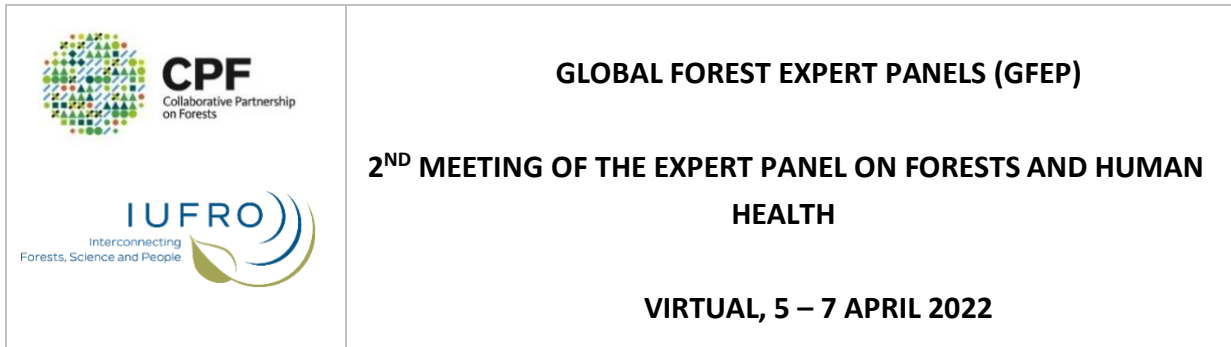 CPF
Collaborative Partnership
on Forests
IUFRO
Interconnecting
Forests, Science and People
GLOBAL FOREST EXPERT PANELS (GFEP)
2ND MEETING OF THE EXPERT PANEL ON FORESTS AND HUMAN
HEALTH
VIRTUAL, 5 – 7 APRIL 2022